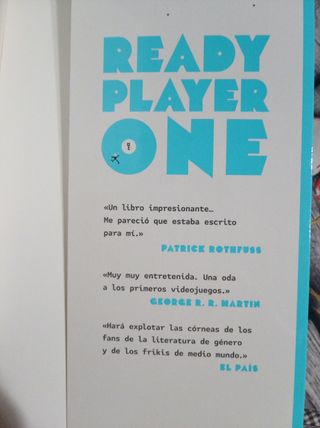 READY
PLAYER
ONE
«Un libro impresionante…
Me pareció que estaba escrito
para mí.»
PATRICK ROTHFUSS
«Muy muy entretenida. Una oda
a los primeros videojuegos.»
GEORGE R. R. MARTIN
«Hará explotar las córneas de los
fans de la literatura de género
y de los frikis de medio mundo.»
EL PAÍS